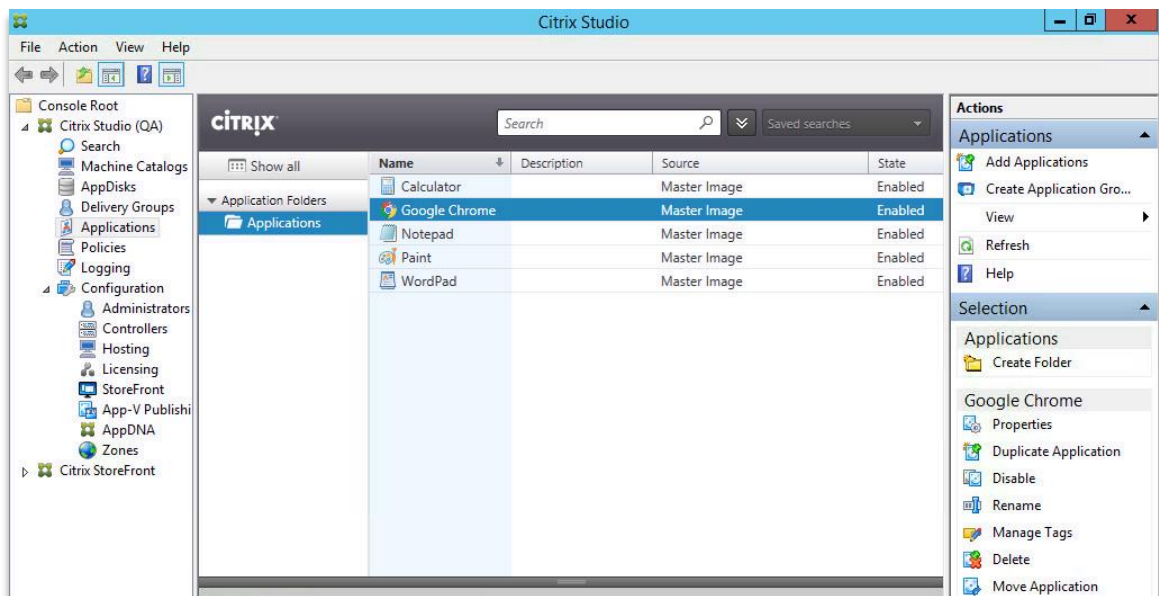 Citrix Studio
File Action View Help
Console Root
Citrix Studio (QA)
Search
Machine Catalogs
AppDisks
Delivery Groups
Applications
Policies
Logging
Configuration
Administrators
Controllers
Hosting
Licensing
StoreFront
App-V Publishi
AppDNA
Zones
Citrix StoreFront
CITRIX
Search
Saved searches
Show all
Application Folders
Applications
Name Description Source State
Calculator Master Image Enabled
Google Chrome Master Image Enabled
Notepad Master Image Enabled
Paint Master Image Enabled
WordPad Master Image Enabled
Actions
Applications
Add Applications
Create Application Gro...
View
Refresh
Help
Selection
Applications
Create Folder
Google Chrome
Properties
Duplicate Application
Disable
Rename
Manage Tags
Delete
Move Application